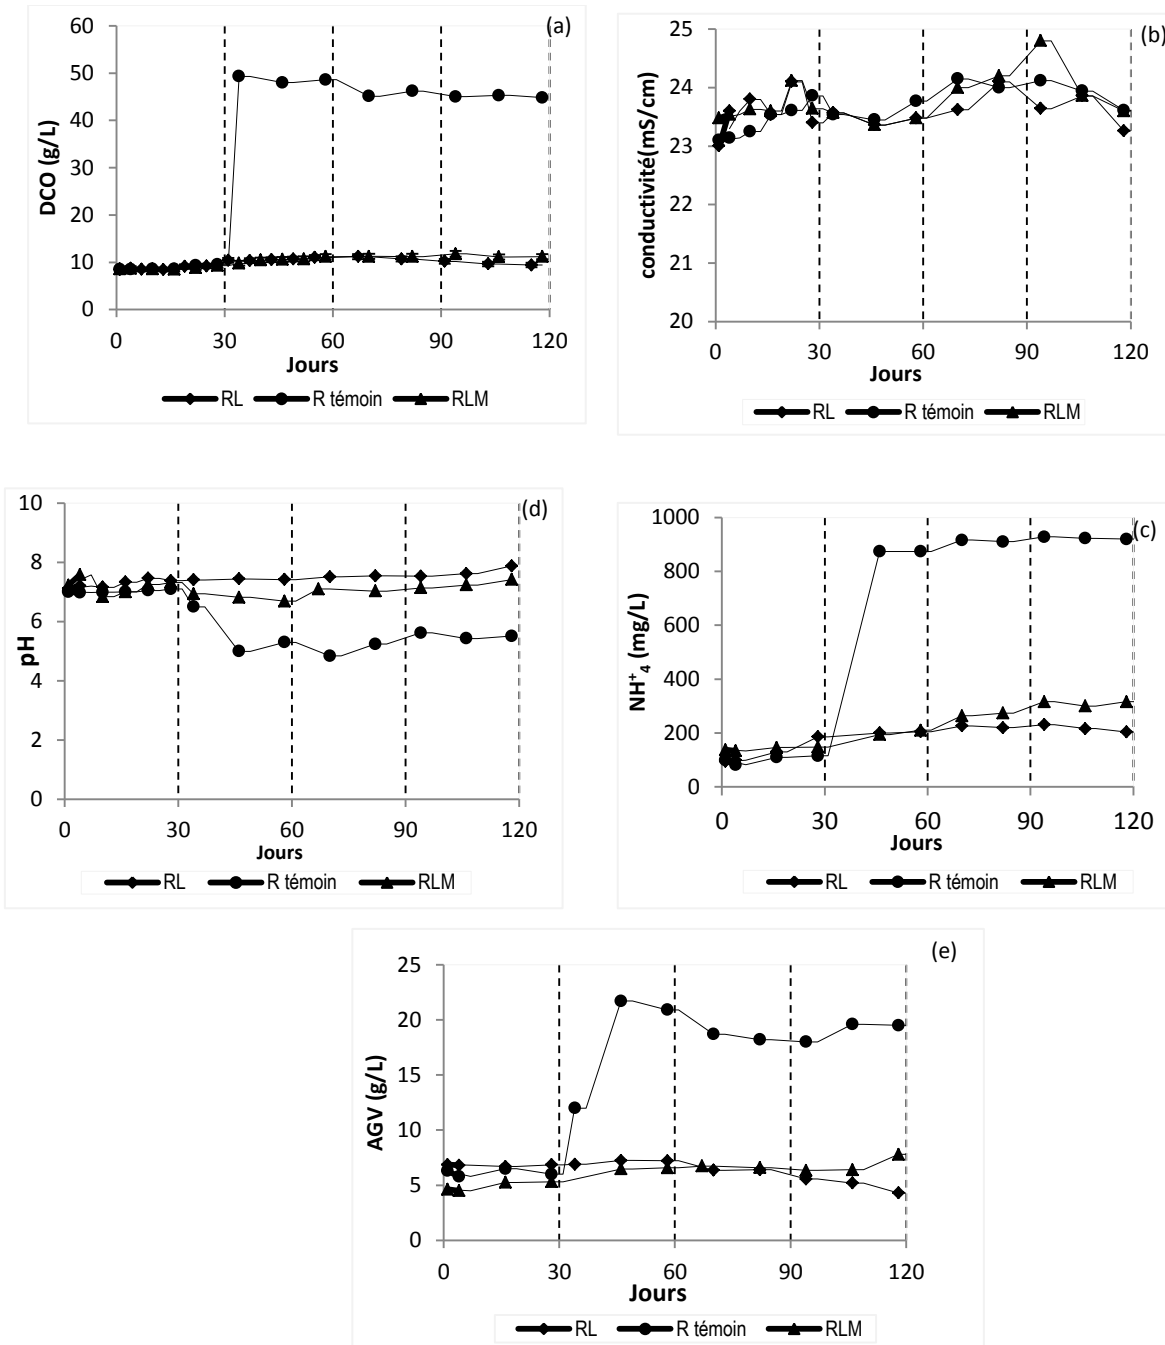 (a)
60
50
40
30
20
10
0
DCO (g/L)
0 30 60 90 120
Jours
RL R témoin RLM
(b)
25
24
23
22
21
20
conductivité(mS/cm)
0 30 60 90 120
Jours
RL R témoin RLM
(d)
10
8
6
4
2
0
pH
0 30 60 90 120
Jours
RL R témoin RLM
(c)
1000
800
600
400
200
0
NH⁺₄ (mg/L)
0 30 60 90 120
Jours
RL R témoin RLM
(e)
25
20
15
10
5
0
AGV (g/L)
0 30 60 90 120
Jours
RL R témoin RLM